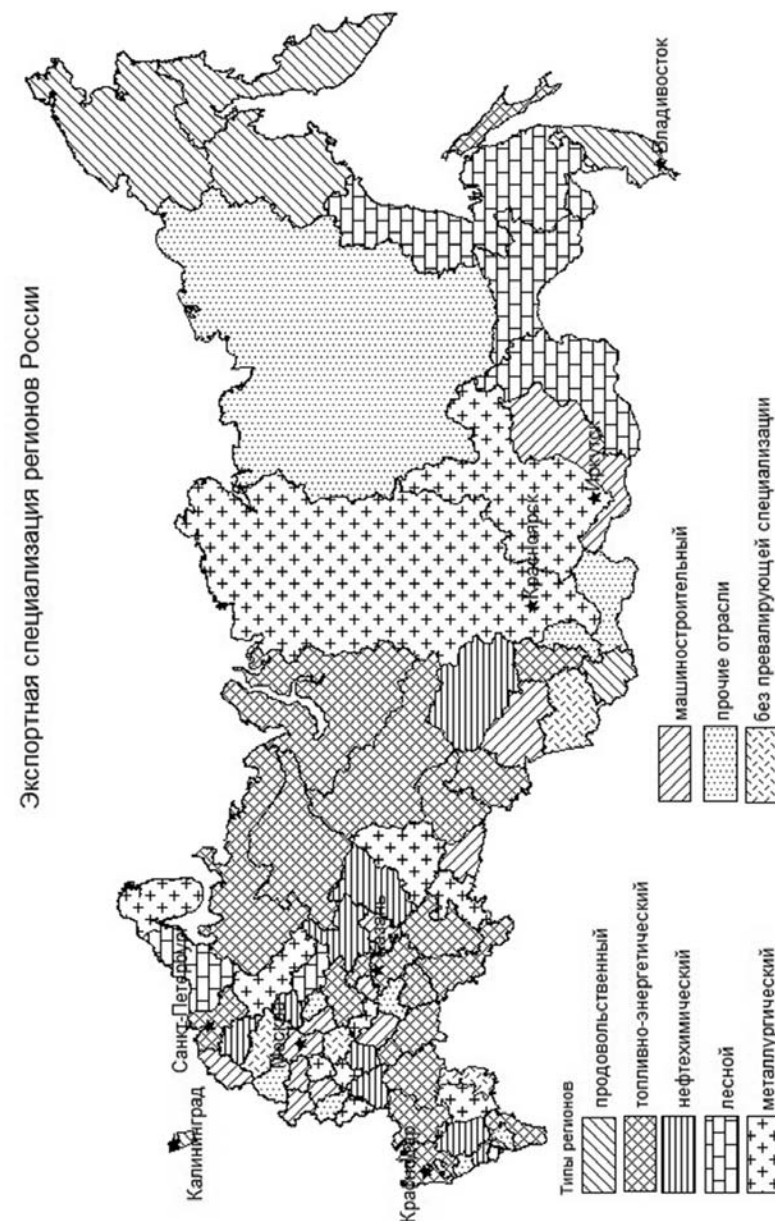 Экспортная специализация регионов России
Калининград
Санкт-Петербург
Москва
Казань
Краснодар
Красноярск
Иркутск
Владивосток
Типы регионов
продовольственный
топливно-энергетический
нефтехимический
лесной
металлургический
машиностроительный
прочие отрасли
без превалирующей специализации